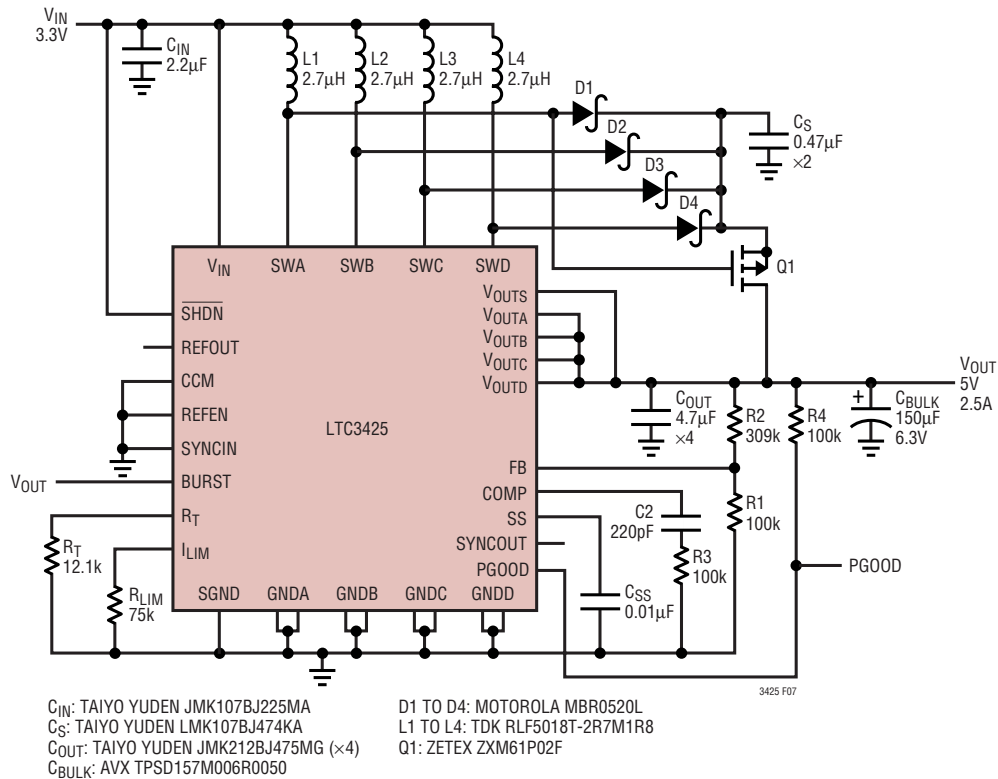 VIN
3.3V
CIN
2.2µF
L1
2.7µH
L2
2.7µH
L3
2.7µH
L4
2.7µH
D1
D2
D3
D4
CS
0.47µF
×2
Q1
VIN
SWA
SWB
SWC
SWD
SHDN
REFOUT
CCM
REFEN
SYNCIN
BURST
RT
ILIM
VOUT
LTC3425
VOUTS
VOUTA
VOUTB
VOUTC
VOUTD
FB
COMP
SS
SYNCOUT
PGOOD
SGND
GNDA
GNDB
GNDC
GNDD
RT
12.1k
RLIM
75k
COUT
4.7µF
×4
R2
309k
R4
100k
CBULK
150µF
6.3V
+
VOUT
5V
2.5A
C2
220pF
R3
100k
R1
100k
CSS
0.01µF
PGOOD
3425 F07
CIN: TAIYO YUDEN JMK107BJ225MA
CS: TAIYO YUDEN LMK107BJ474KA
COUT: TAIYO YUDEN JMK212BJ475MG (×4)
CBULK: AVX TPSD157M006R0050
D1 TO D4: MOTOROLA MBR0520L
L1 TO L4: TDK RLF5018T-2R7M1R8
Q1: ZETEX ZXM61P02F